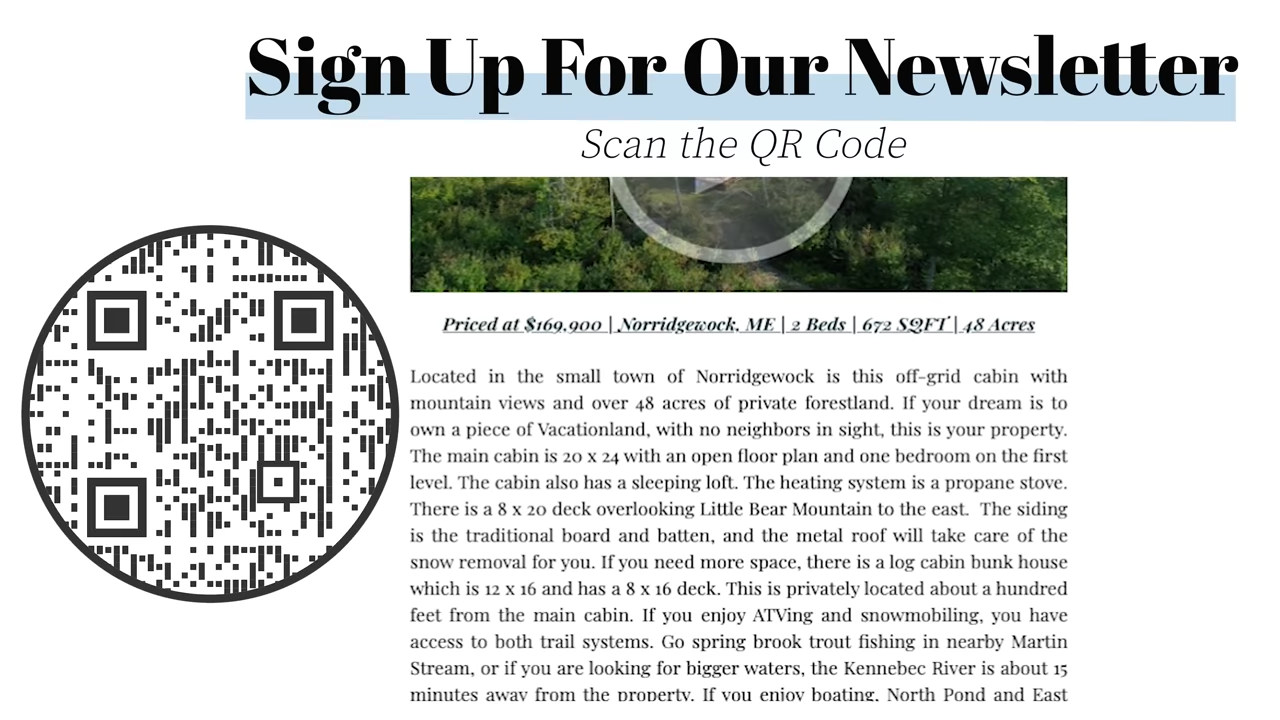 Sign Up For Our Newsletter
Scan the QR Code
Priced at $169,900 | Norridgewock, ME | 2 Beds | 672 SQFT | 48 Acres
Located in the small town of Norridgewock is this off-grid cabin with
mountain views and over 48 acres of private forestland. If your dream is to
own a piece of Vacationland, with no neighbors in sight, this is your property.
The main cabin is 20 x 24 with an open floor plan and one bedroom on the first
level. The cabin also has a sleeping loft. The heating system is a propane stove.
There is a 8 x 20 deck overlooking Little Bear Mountain to the east. The siding
is the traditional board and batten, and the metal roof will take care of the
snow removal for you. If you need more space, there is a log cabin bunk house
which is 12 x 16 and has a 8 x 16 deck. This is privately located about a hundred
feet from the main cabin. If you enjoy ATVing and snowmobiling, you have
access to both trail systems. Go spring brook trout fishing in nearby Martin
Stream, or if you are looking for bigger waters, the Kennebec River is about 15
minutes away from the property. If you enjoy boating, North Pond and East